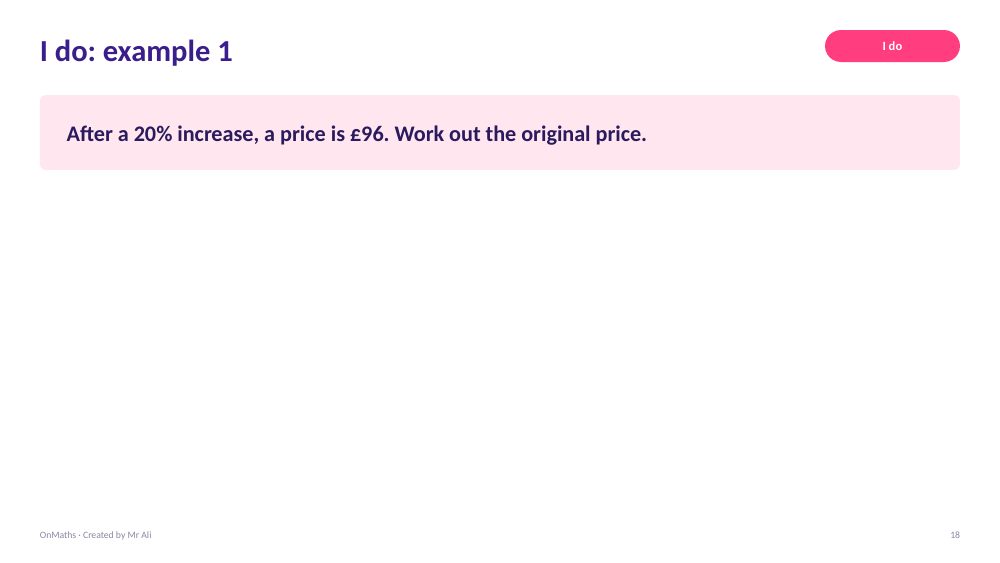 I do: example 1
I do
After a 20% increase, a price is £96. Work out the original price.
OnMaths · Created by Mr Ali
18